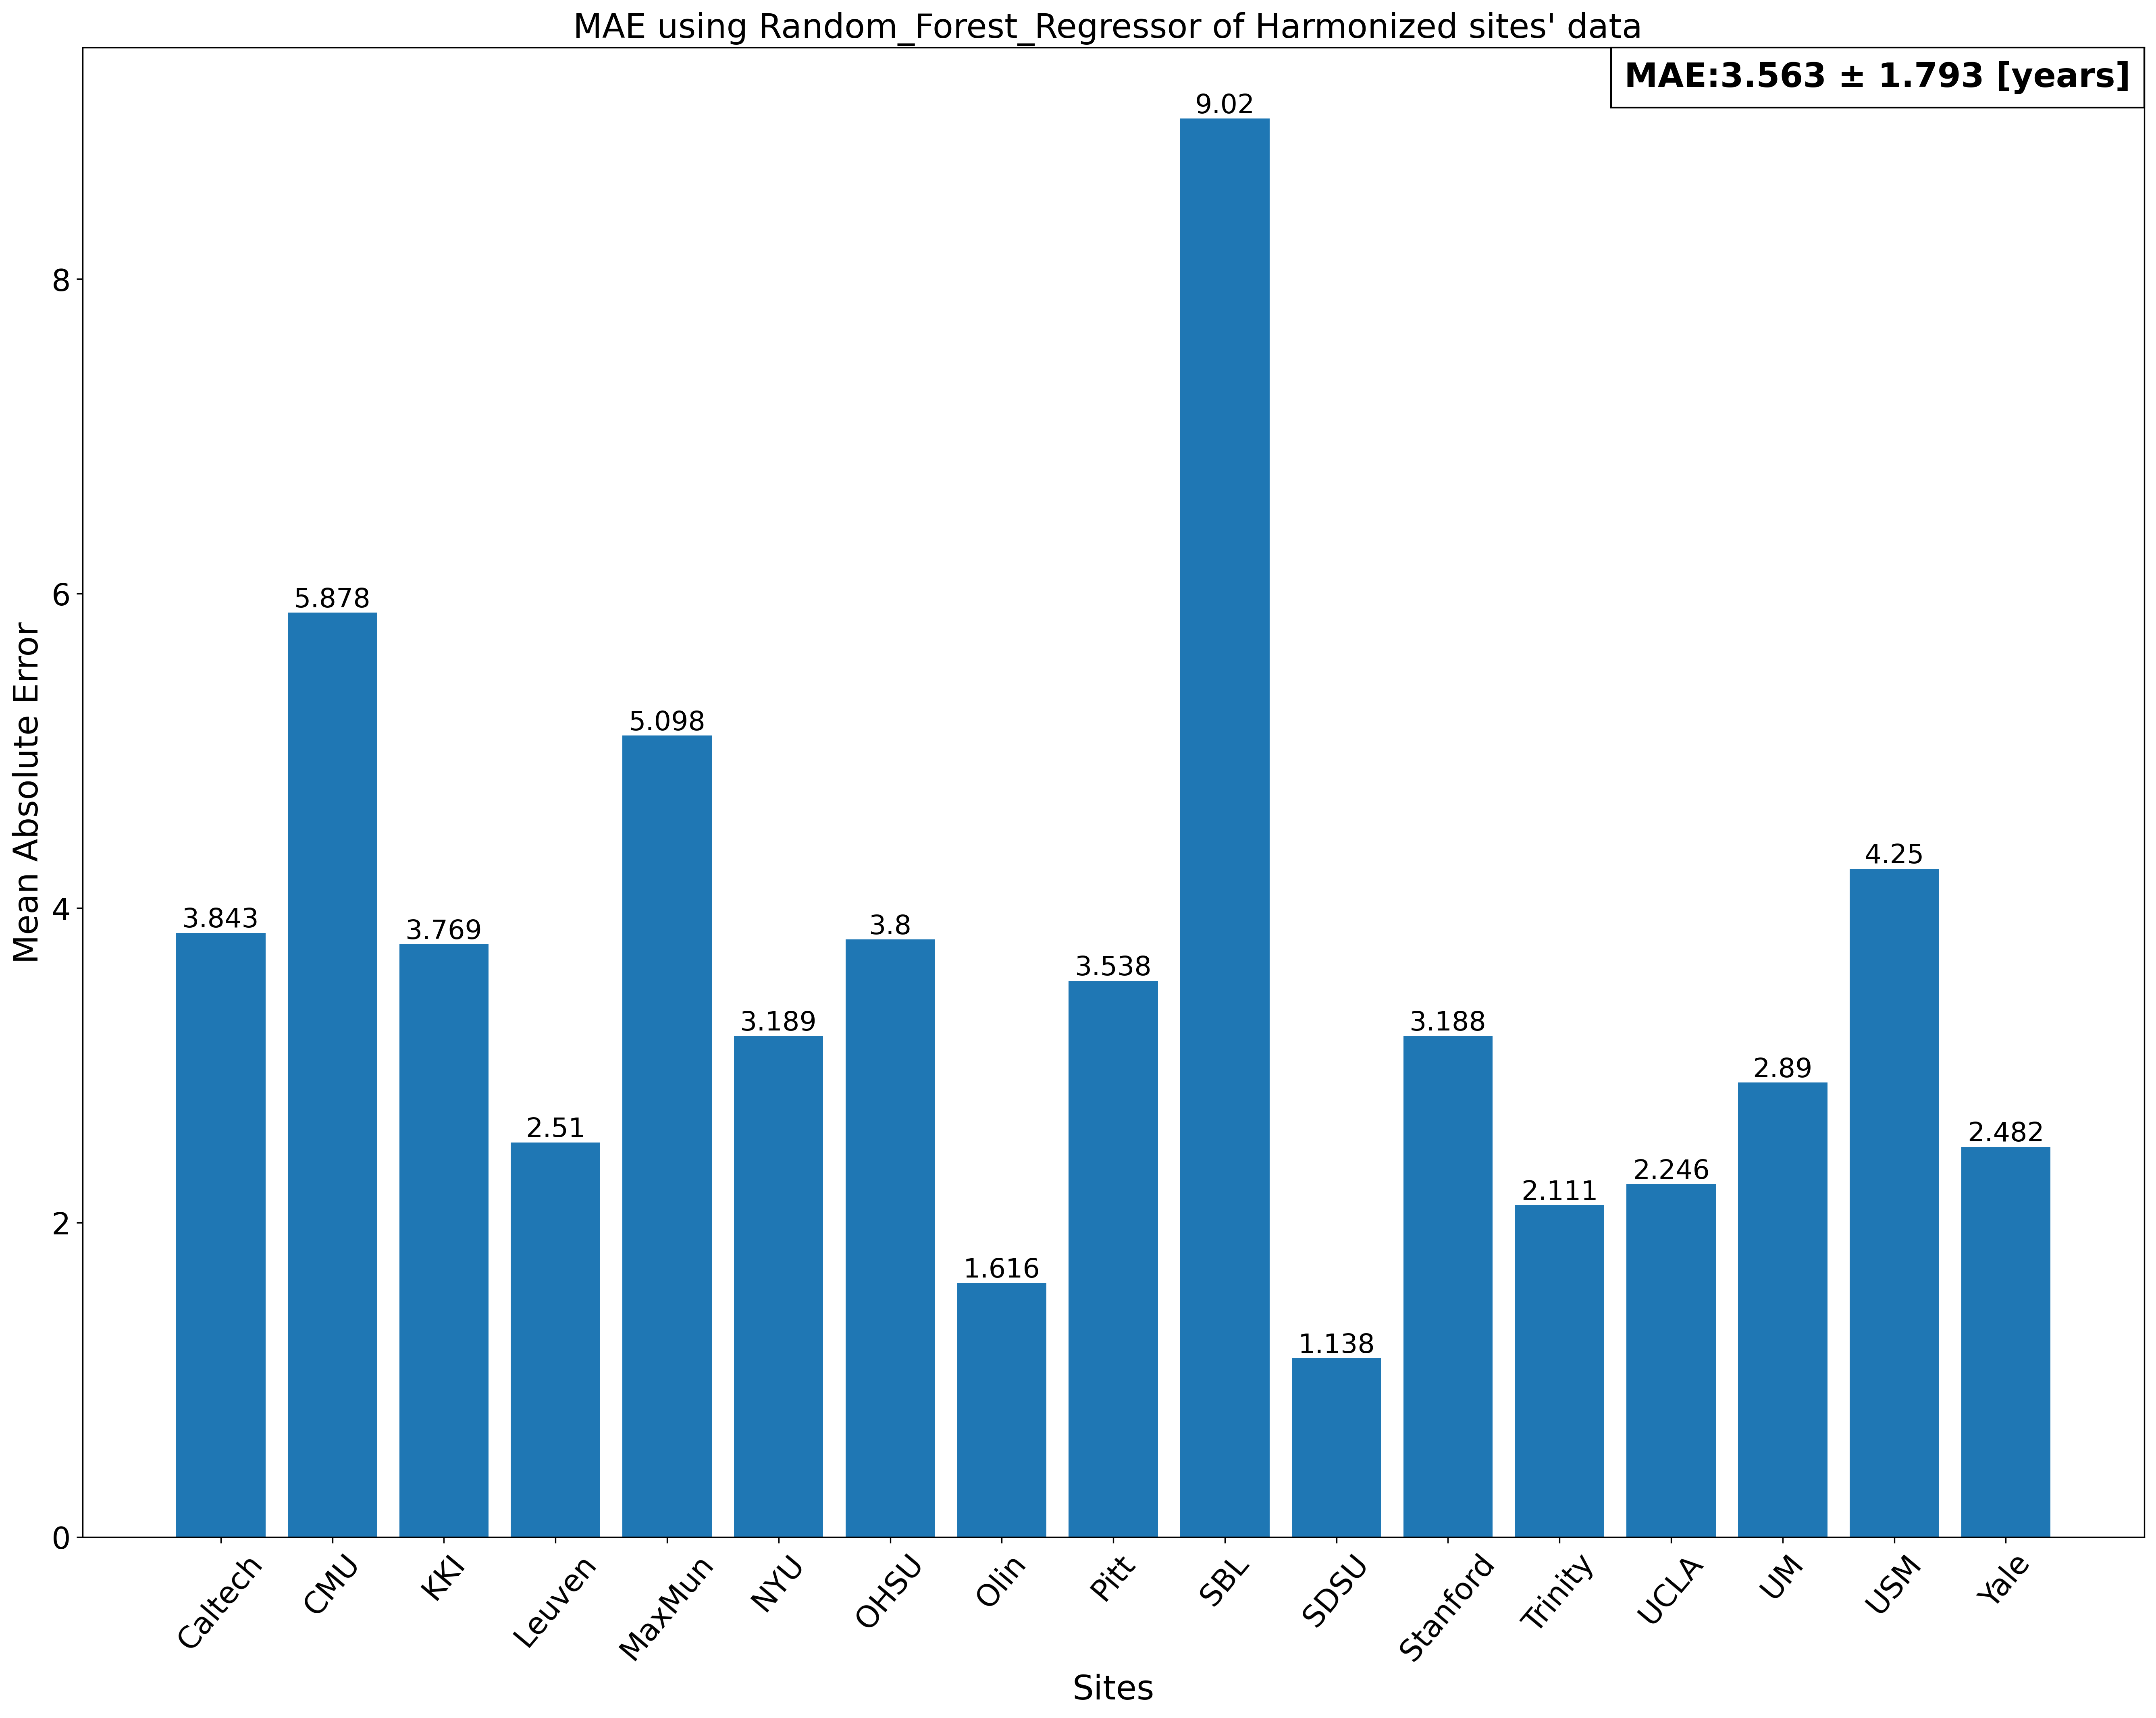 MAE using Random_Forest_Regressor of Harmonized sites' data
MAE:3.563 ± 1.793 [years]
Mean Absolute Error
8
6
4
2
0
3.843
5.878
3.769
2.51
5.098
3.189
3.8
1.616
3.538
9.02
1.138
3.188
2.111
2.246
2.89
4.25
2.482
Caltech
CMU
KKI
Leuven
MaxMun
NYU
OHSU
Olin
Pitt
SBL
SDSU
Stanford
Trinity
UCLA
UM
USM
Yale
Sites